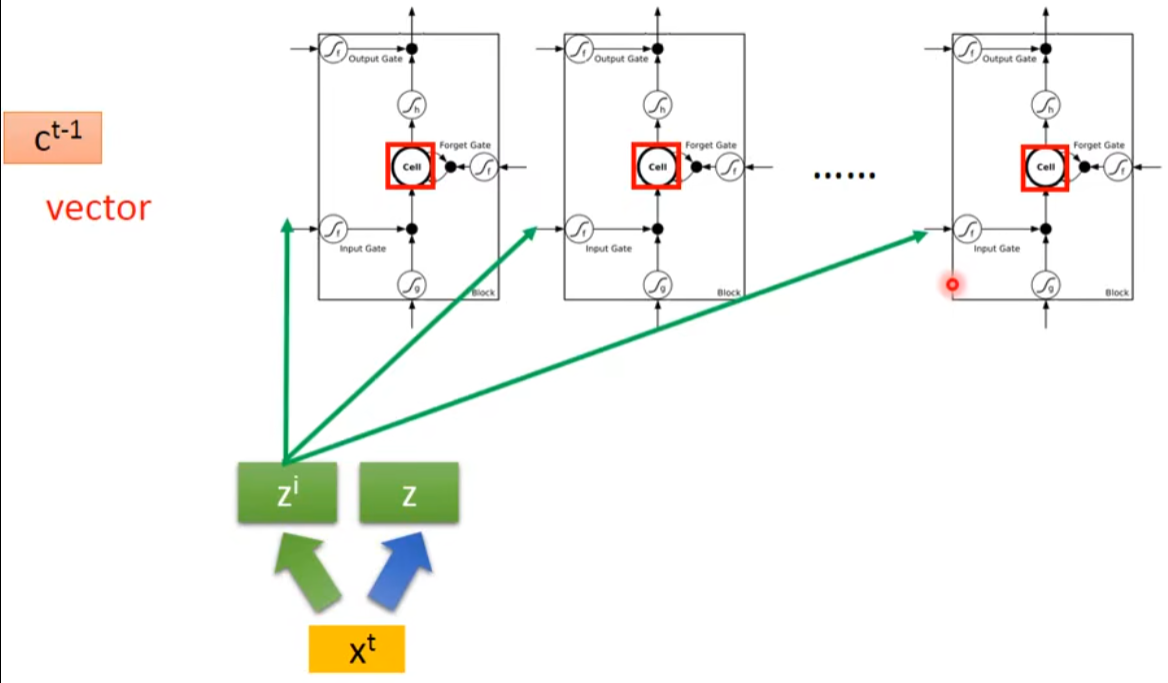 Output Gate
Output Gate
Output Gate
f
f
f
h
h
h
c^{t-1}
Forget Gate
Forget Gate
Forget Gate
Cell
Cell
Cell
f
f
f
......
vector
f
f
f
Input Gate
Input Gate
Input Gate
g
g
g
Block
Block
Block
z^i
z
x^t